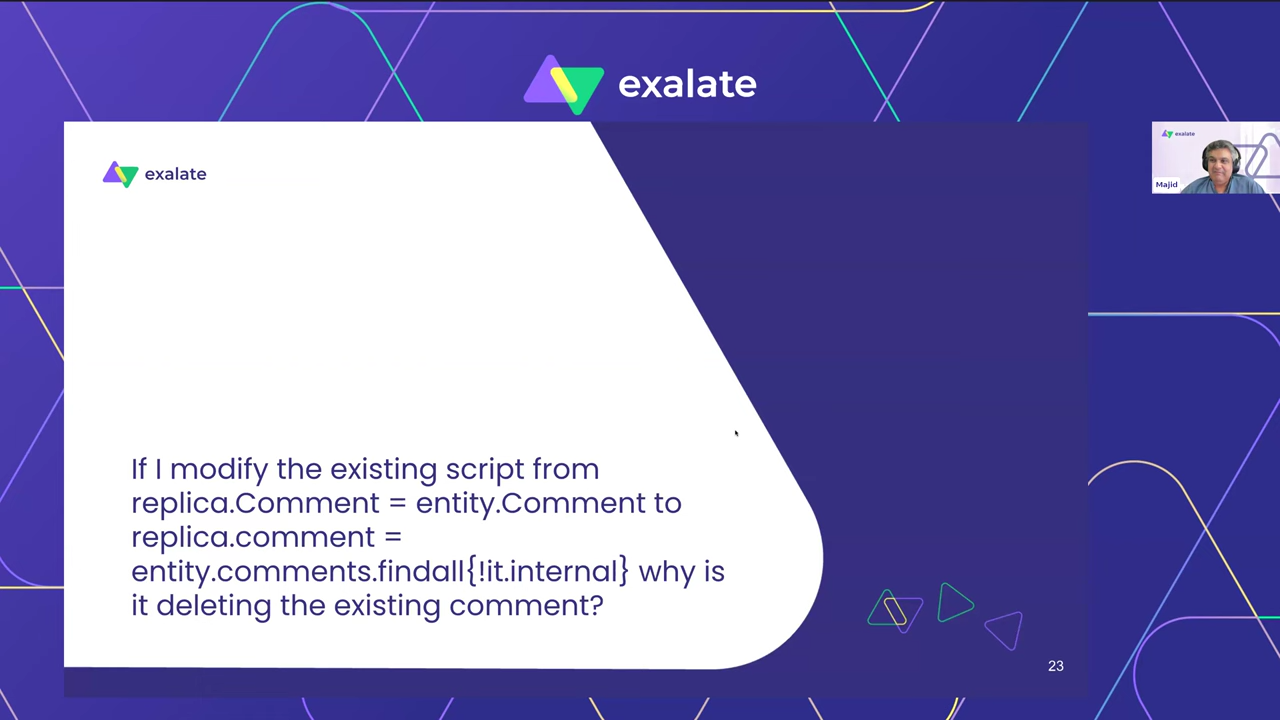 exalate
exalate
exalate
Majid
If I modify the existing script from
replica.Comment = entity.Comment to
replica.comment =
entity.comments.findall{!it.internal} why is
it deleting the existing comment?
23